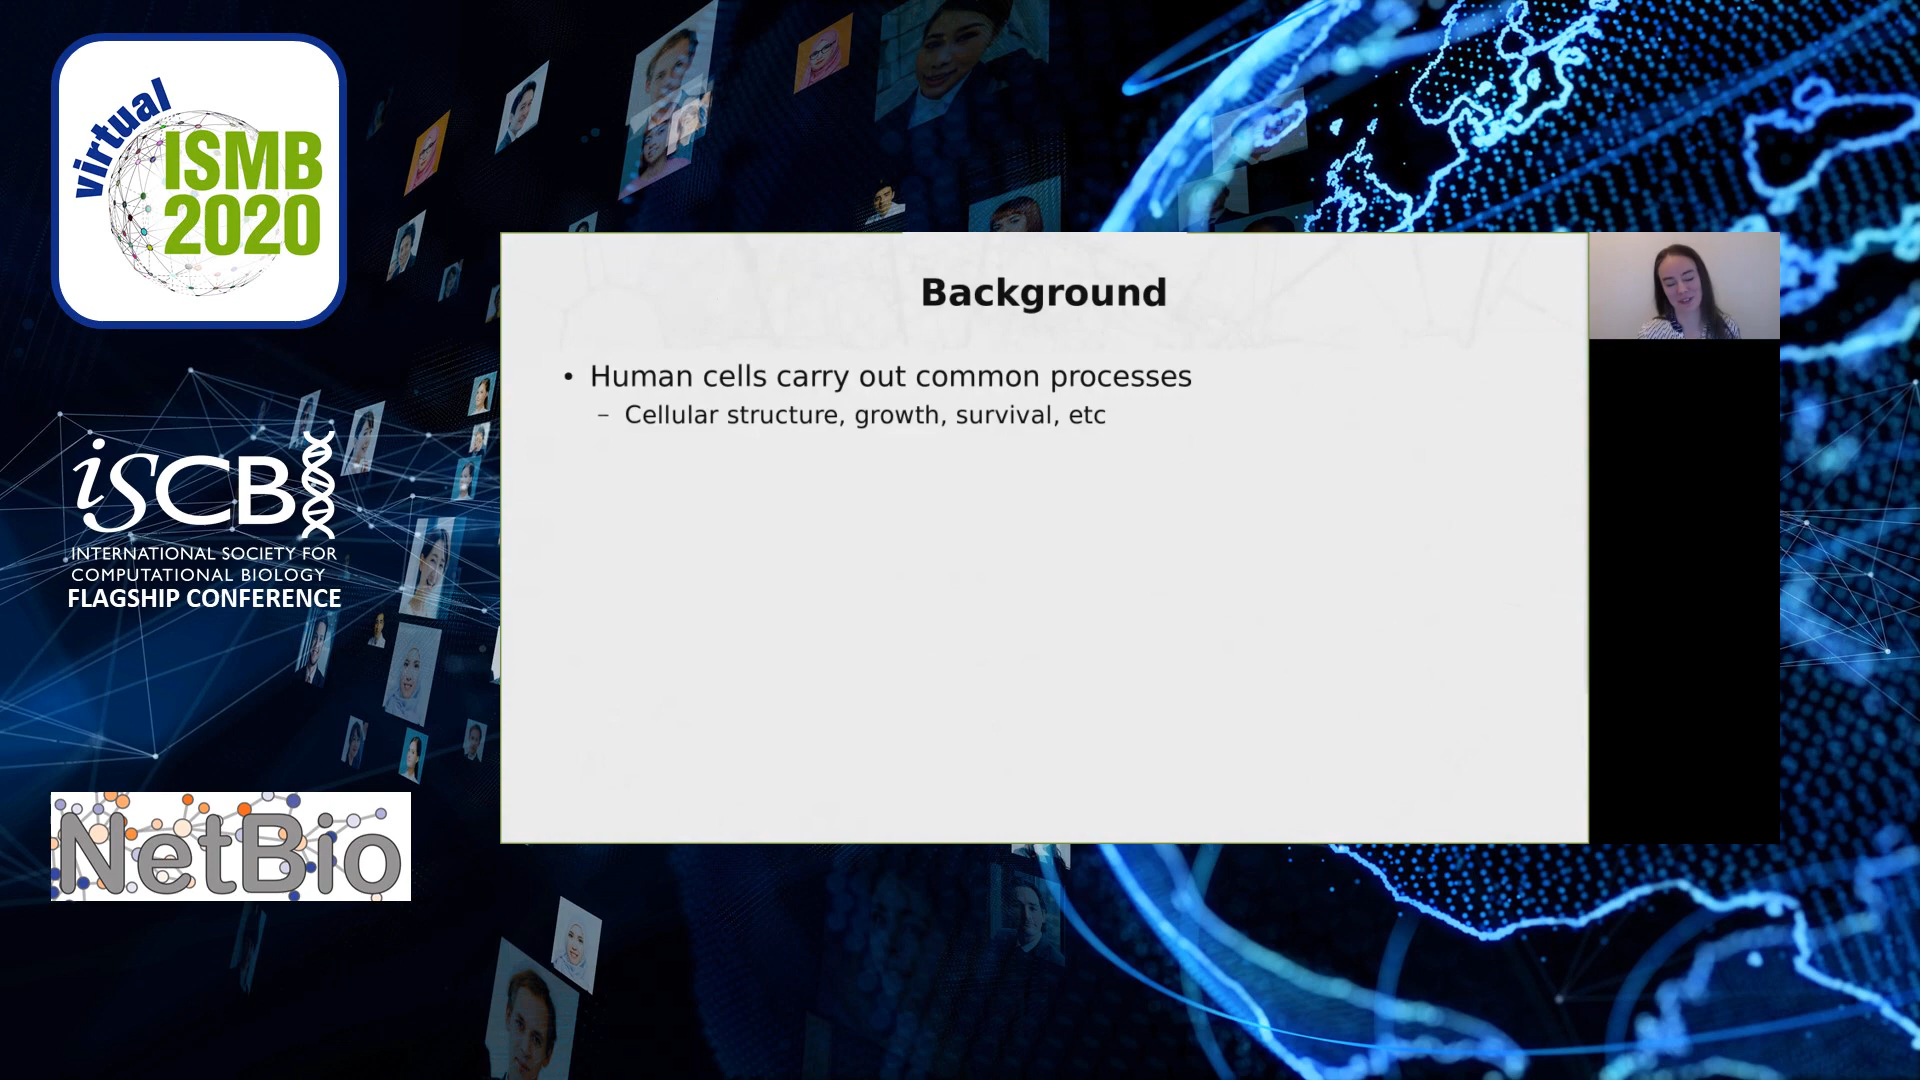 virtual
ISMB
2020
iSCB
INTERNATIONAL SOCIETY FOR
COMPUTATIONAL BIOLOGY
FLAGSHIP CONFERENCE
NetBio
Background
• Human cells carry out common processes
– Cellular structure, growth, survival, etc